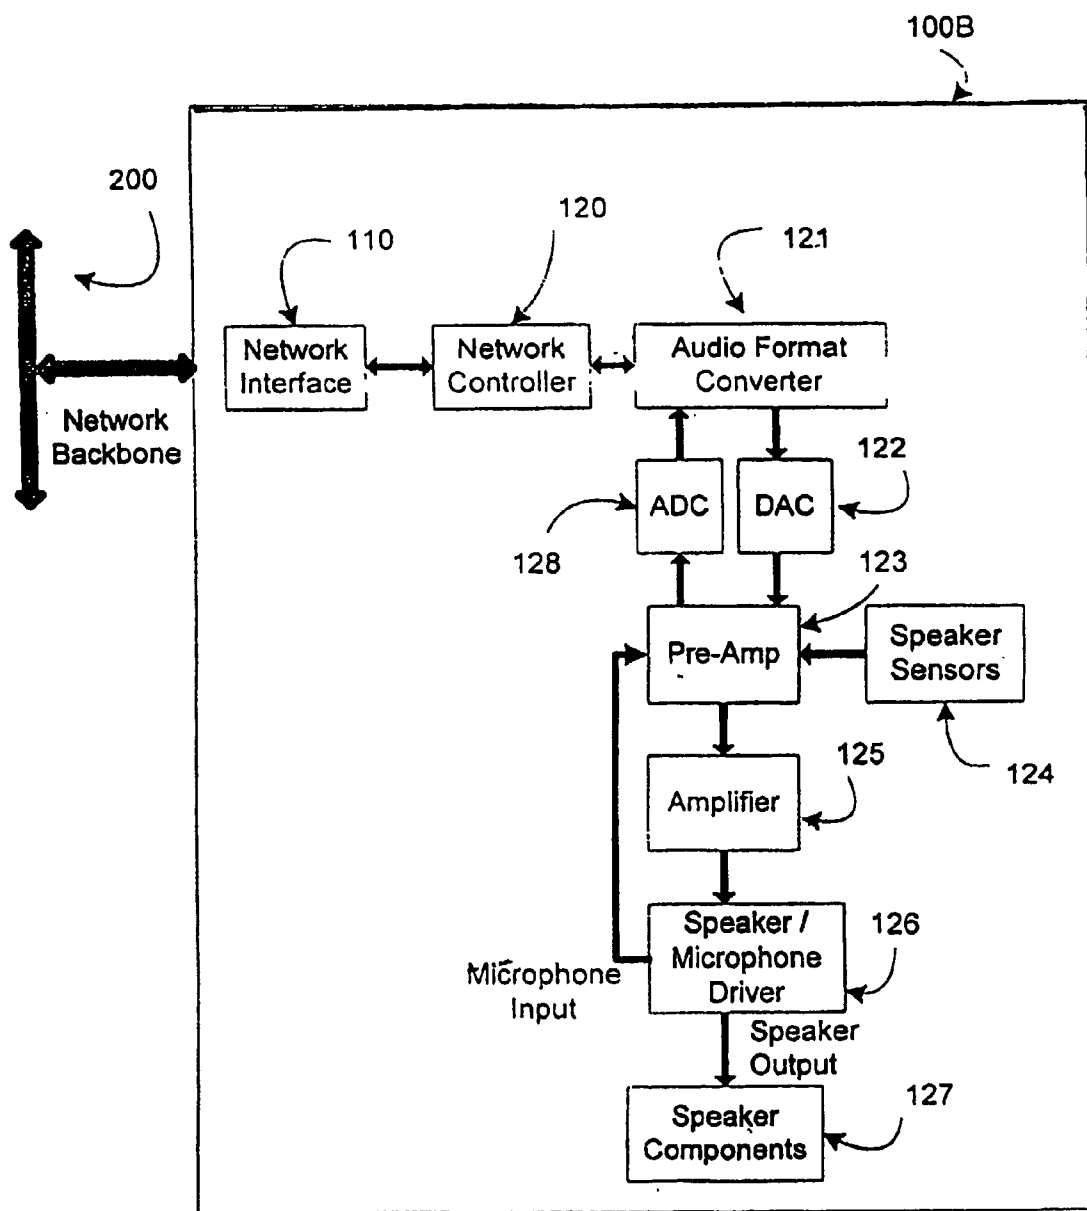 100B
200
110
120
121
Network
Interface
Network
Controller
Audio Format
Converter
Network
Backbone
ADC
DAC
122
128
123
Pre-Amp
Speaker
Sensors
124
Amplifier
125
Speaker /
Microphone
Driver
126
Microphone
Input
Speaker
Output
Speaker
Components
127